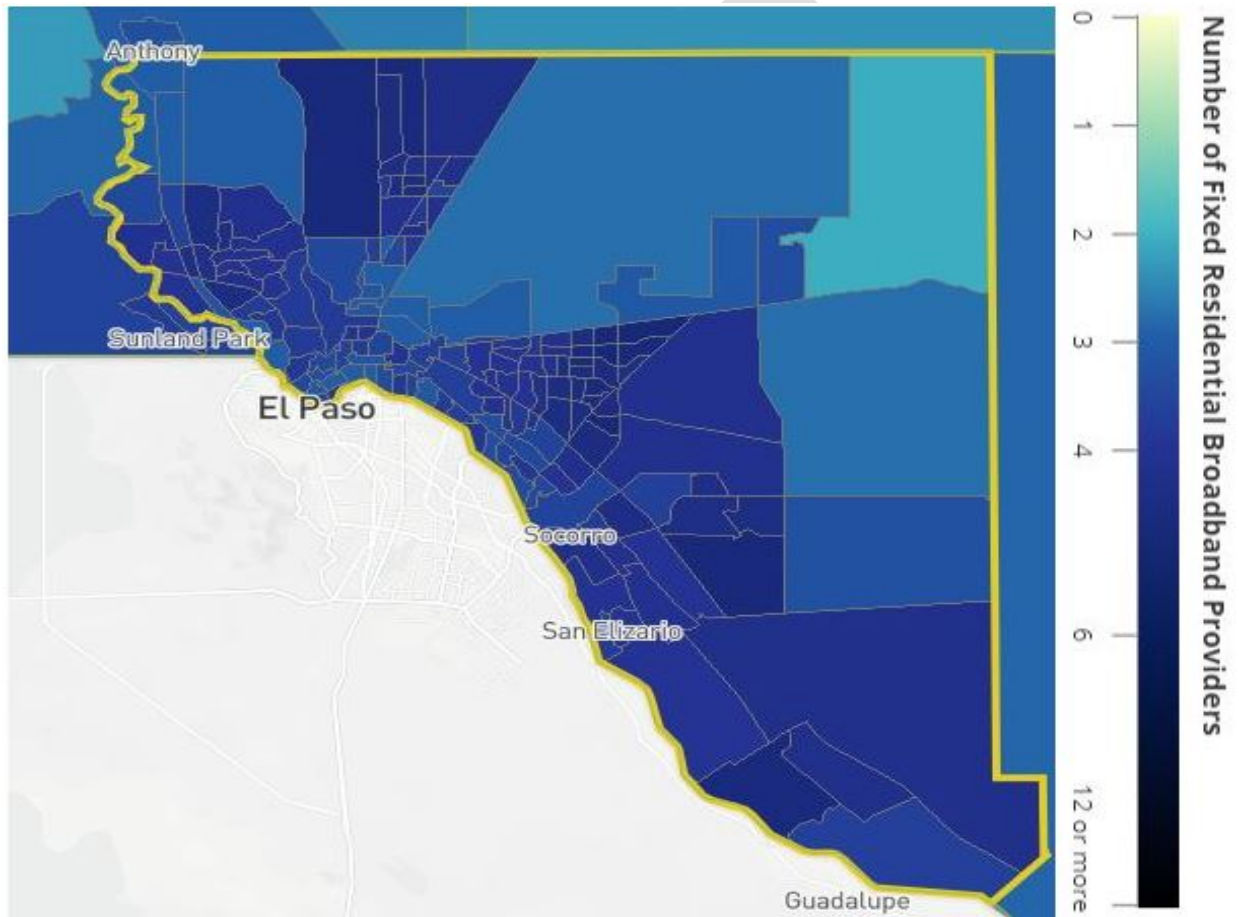 Anthony
Sunland Park
El Paso
Socorro
San Elizario
Guadalupe
Number of Fixed Residential Broadband Providers
0
1
2
3
4
6
12 or more